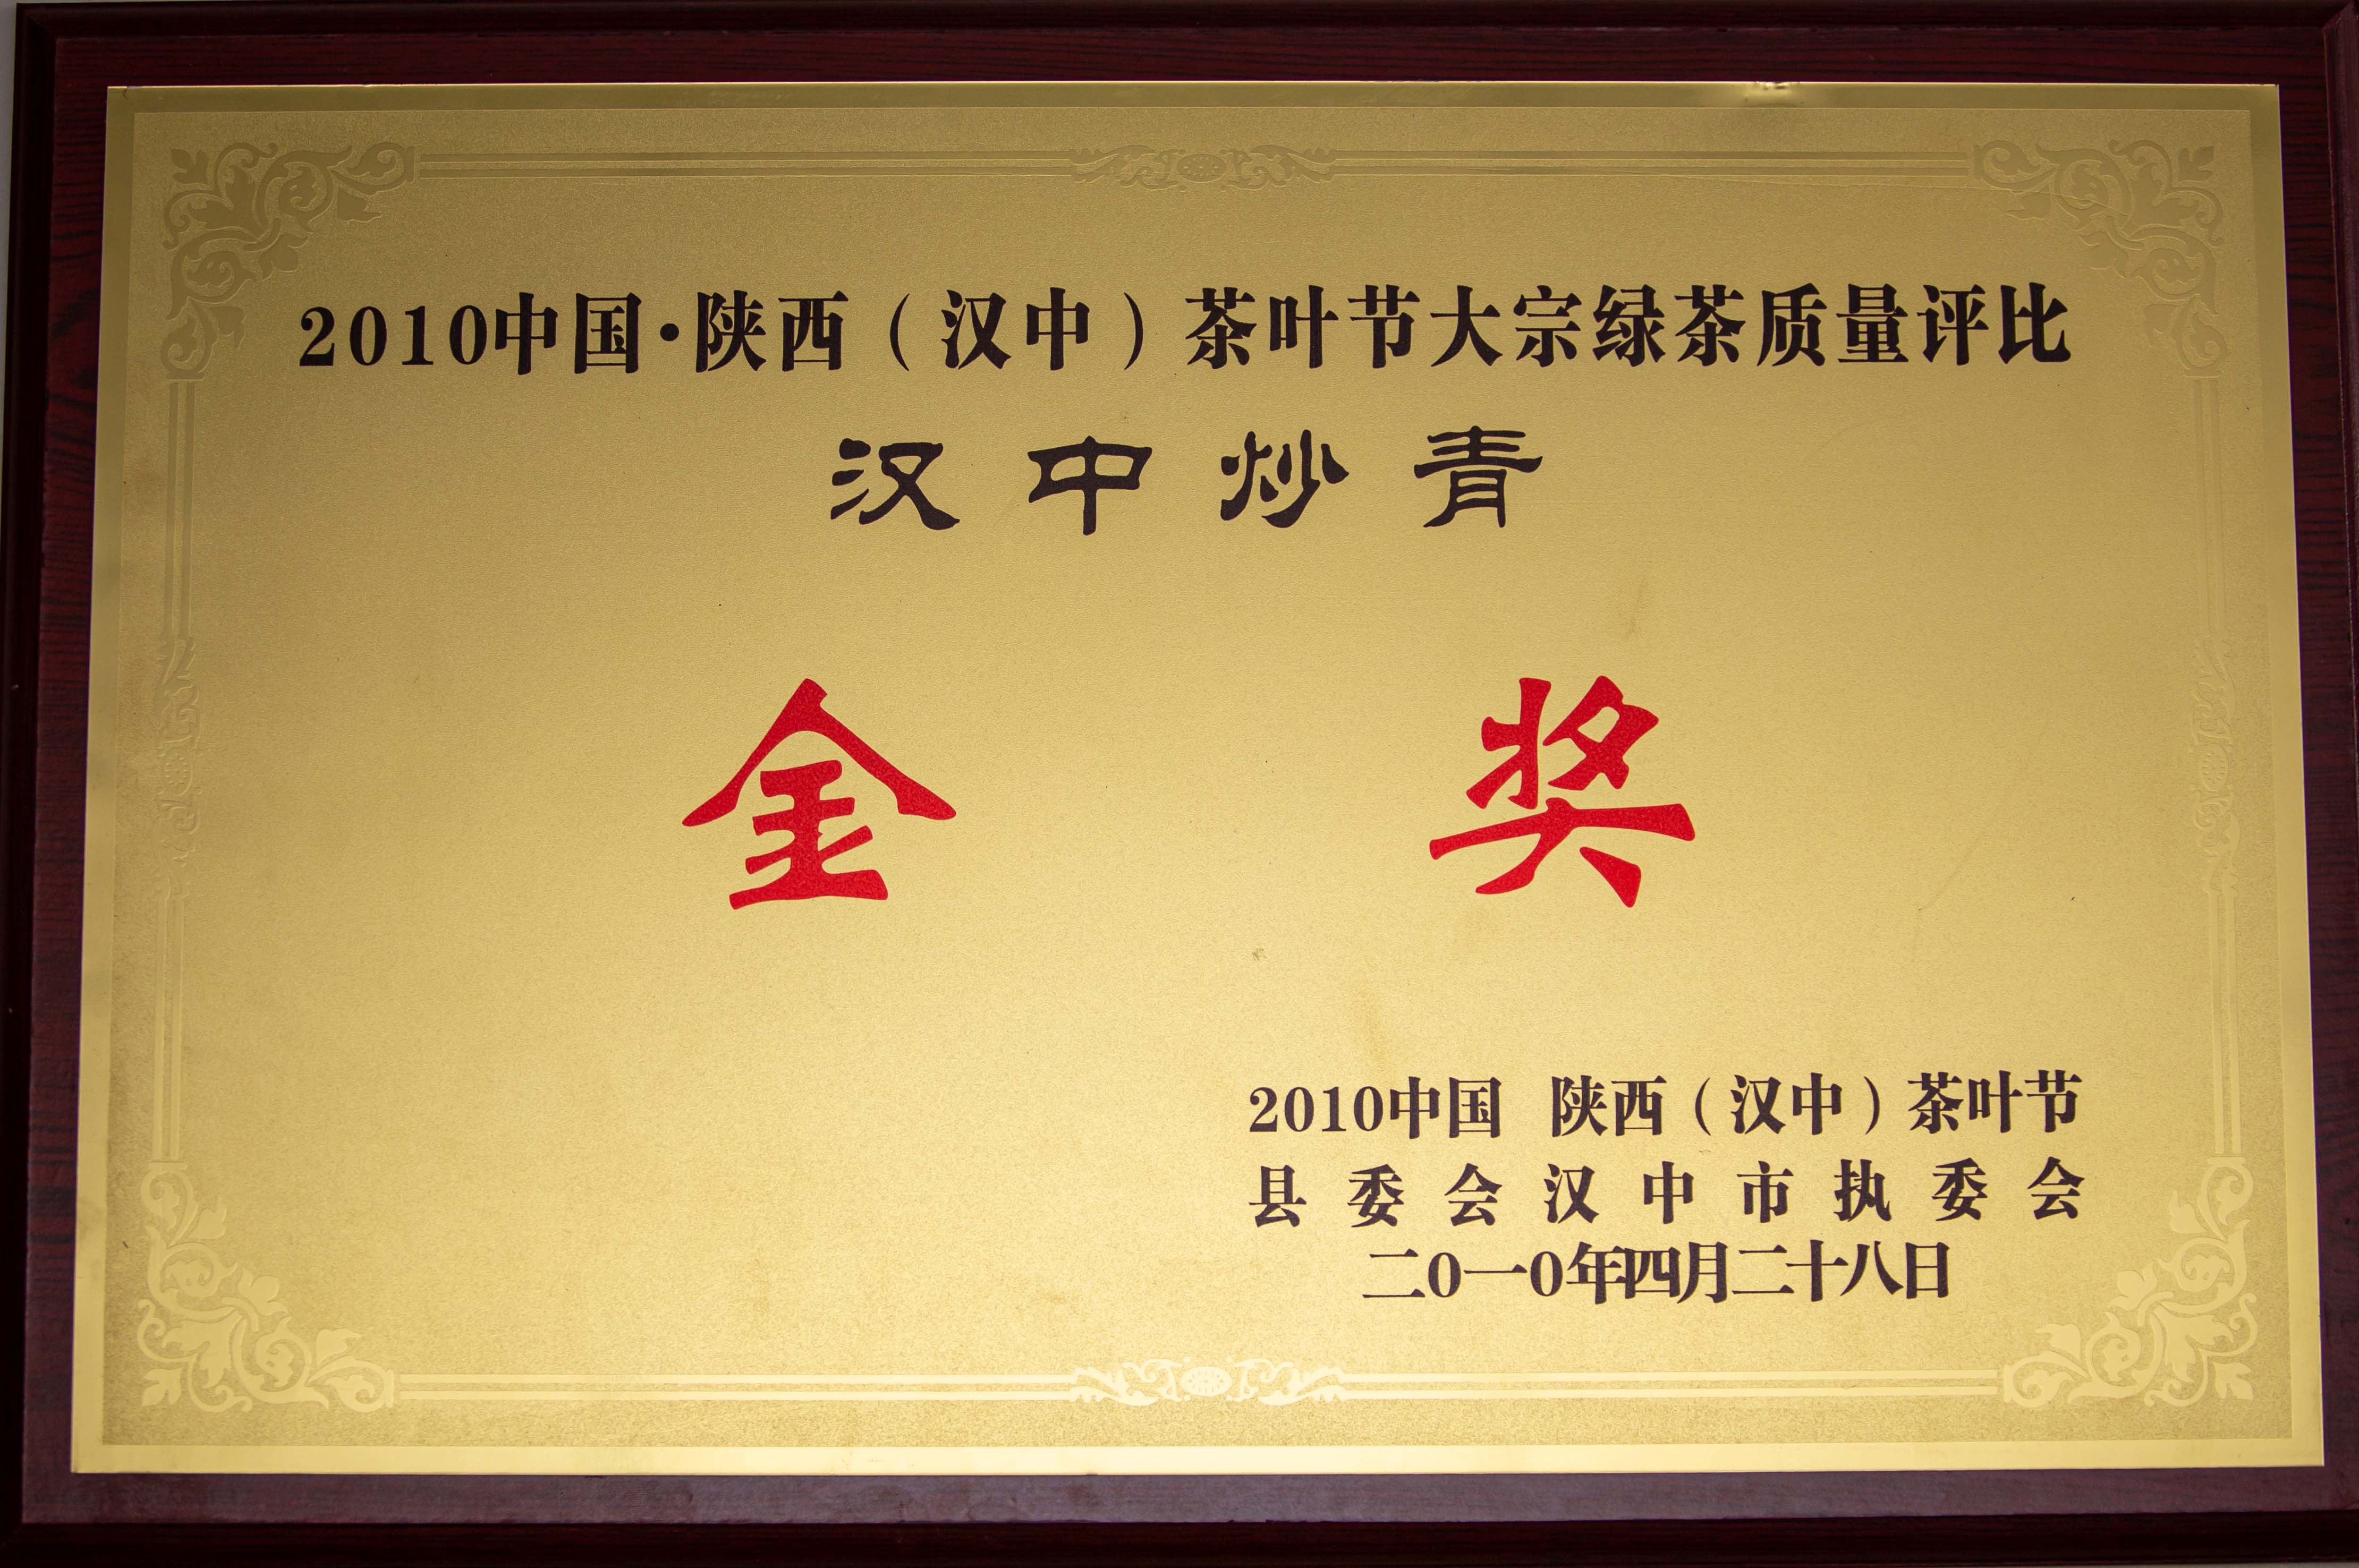 2010中国·陕西（汉中）茶叶节大宗绿茶质量评比
汉中炒青
金奖
2010中国 陕西（汉中）茶叶节
县委会汉中市执委会
二0一0年四月二十八日